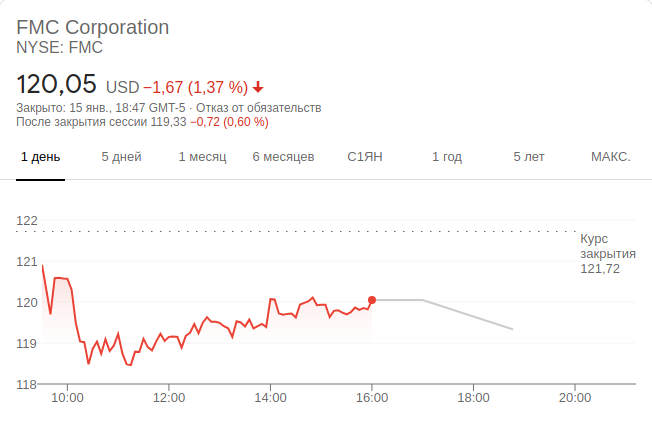 FMC Corporation
NYSE: FMC
120,05 USD −1,67 (1,37 %)
Закрыто: 15 янв., 18:47 GMT-5 · Отказ от обязательств
После закрытия сессии 119,33 −0,72 (0,60 %)
1 день 5 дней 1 месяц 6 месяцев С1ЯН 1 год 5 лет МАКС.
122
Курс
закрытия
121,72
121
120
119
118
10:00 12:00 14:00 16:00 18:00 20:00